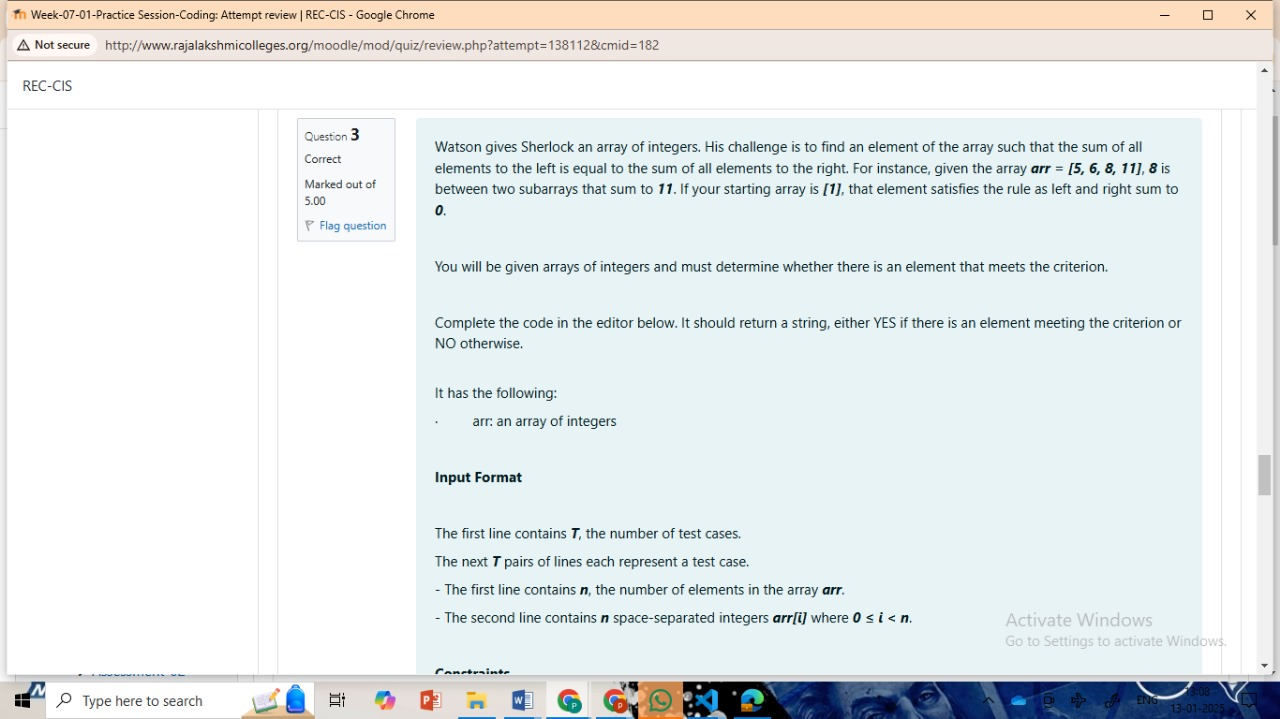 Week-07-01-Practice Session-Coding: Attempt review | REC-CIS - Google Chrome
Not secure http://www.rajalakshmicolleges.org/moodle/mod/quiz/review.php?attempt=138112&cmid=182
REC-CIS
Question 3
Correct
Marked out of
5.00
Flag question
Watson gives Sherlock an array of integers. His challenge is to find an element of the array such that the sum of all
elements to the left is equal to the sum of all elements to the right. For instance, given the array arr = [5, 6, 8, 11], 8 is
between two subarrays that sum to 11. If your starting array is [1], that element satisfies the rule as left and right sum to
0.
You will be given arrays of integers and must determine whether there is an element that meets the criterion.
Complete the code in the editor below. It should return a string, either YES if there is an element meeting the criterion or
NO otherwise.
It has the following:
· arr: an array of integers
Input Format
The first line contains T, the number of test cases.
The next T pairs of lines each represent a test case.
- The first line contains n, the number of elements in the array arr.
- The second line contains n space-separated integers arr[i] where 0 ≤ i < n.
Activate Windows
Go to Settings to activate Windows.
Constraints
Type here to search
ENG
13:08
13-01-2025